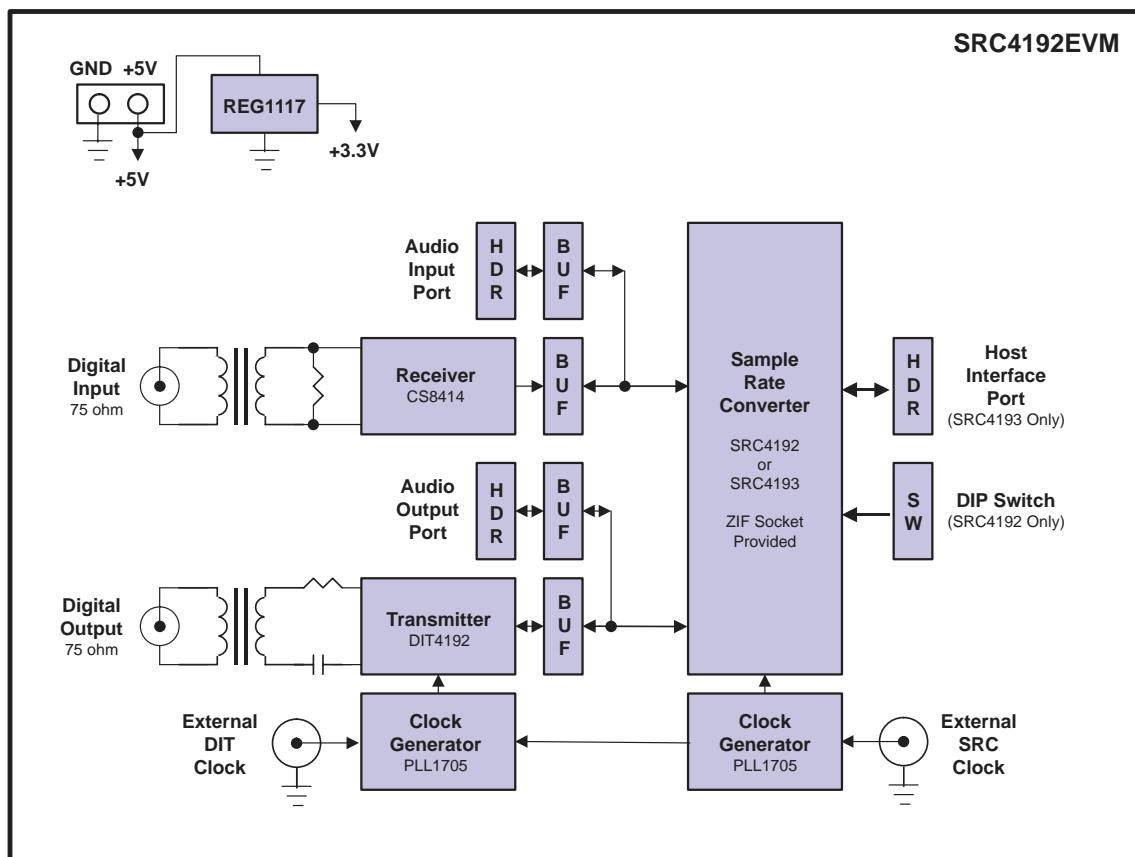 SRC4192EVM
GND +5V
REG1117
+3.3V
+5V
Audio
Input
Port
H
D
R
B
U
F
Digital
Input
75 ohm
Receiver
CS8414
B
U
F
Sample
Rate
Converter
SRC4192
or
SRC4193
ZIF Socket
Provided
H
D
R
Host
Interface
Port
(SRC4193 Only)
Audio
Output
Port
H
D
R
B
U
F
S
W
DIP Switch
(SRC4192 Only)
Digital
Output
75 ohm
Transmitter
DIT4192
B
U
F
External
DIT
Clock
Clock
Generator
PLL1705
Clock
Generator
PLL1705
External
SRC
Clock